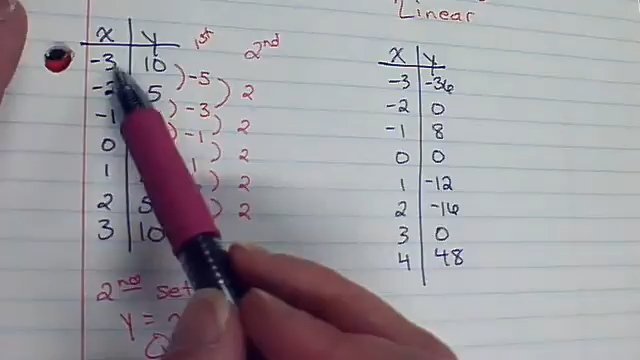 Linear
x y 1st 2nd
-3 10
-5
-2 5 2
-3
-1 2
-1
0 2
1
1 2
2 5 2
3 10
2nd set
y =
x y
-3 -36
-2 0
-1 8
0 0
1 -12
2 -16
3 0
4 48